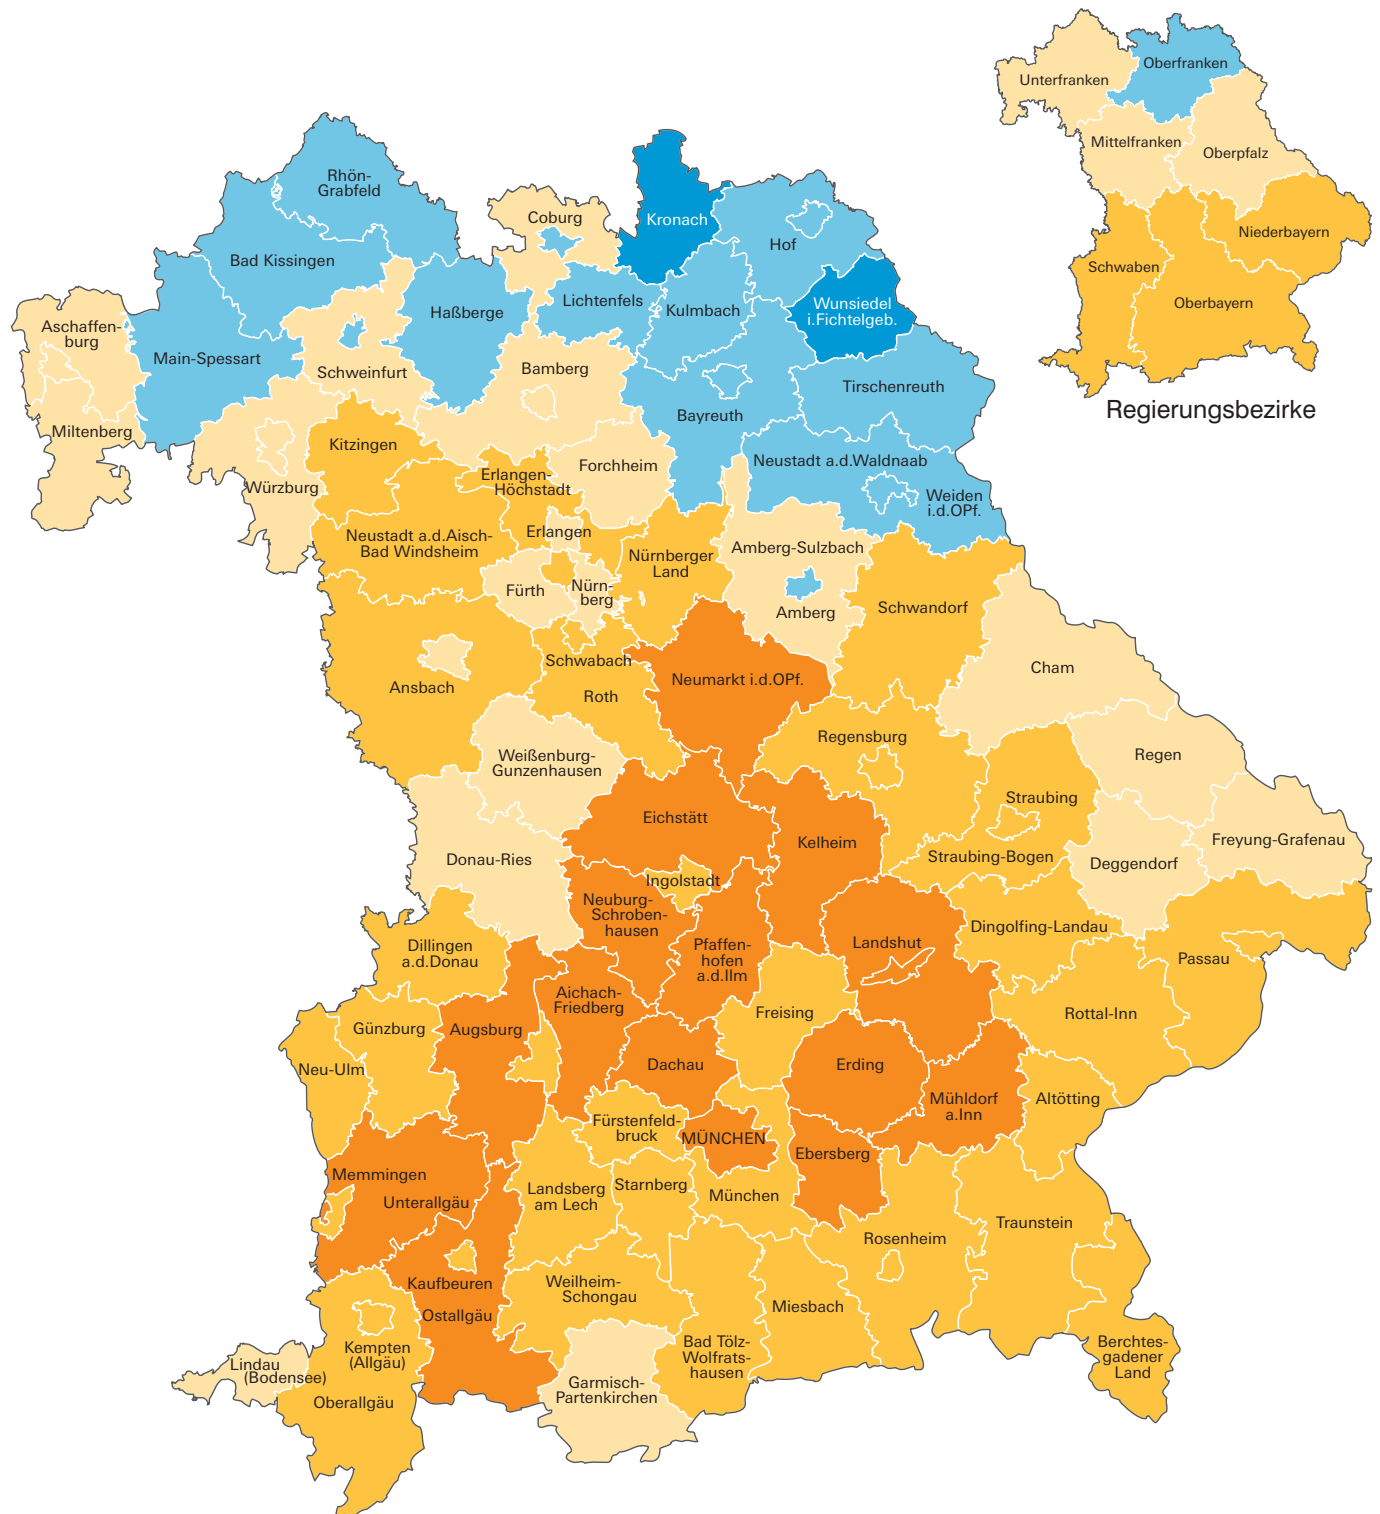 Oberfranken
Unterfranken
Mittelfranken
Oberpfalz
Niederbayern
Schwaben
Oberbayern
Regierungsbezirke
Rhön-
Grabfeld
Coburg
Kronach
Hof
Bad Kissingen
Lichtenfels
Haßberge
Kulmbach
Wunsiedel
i.Fichtelgeb.
Aschaffen-
burg
Main-Spessart
Schweinfurt
Bamberg
Tirschenreuth
Bayreuth
Miltenberg
Kitzingen
Neustadt a.d.Waldnaab
Forchheim
Erlangen-
Höchstadt
Würzburg
Weiden
i.d.OPf.
Neustadt a.d.Aisch-
Bad Windsheim
Erlangen
Nürnberger
Land
Amberg-Sulzbach
Fürth
Nürn-
berg
Amberg
Schwandorf
Schwabach
Cham
Neumarkt i.d.OPf.
Ansbach
Roth
Regensburg
Weißenburg-
Gunzenhausen
Regen
Straubing
Eichstätt
Kelheim
Freyung-Grafenau
Donau-Ries
Straubing-Bogen
Deggendorf
Ingolstadt
Neuburg-
Schroben-
hausen
Dingolfing-Landau
Landshut
Dillingen
a.d.Donau
Pfaffen-
hofen
a.d.Ilm
Passau
Aichach-
Friedberg
Freising
Rottal-Inn
Günzburg
Augsburg
Neu-Ulm
Dachau
Erding
Mühldorf
a.Inn
Altötting
Fürstenfeld-
bruck
MÜNCHEN
Ebersberg
Memmingen
Unterallgäu
Landsberg
am Lech
Starnberg
München
Traunstein
Rosenheim
Kaufbeuren
Weilheim-
Schongau
Miesbach
Ostallgäu
Kempten
(Allgäu)
Bad Tölz-
Wolfrats-
hausen
Berchtes-
gadener
Land
Lindau
(Bodensee)
Garmisch-
Partenkirchen
Oberallgäu